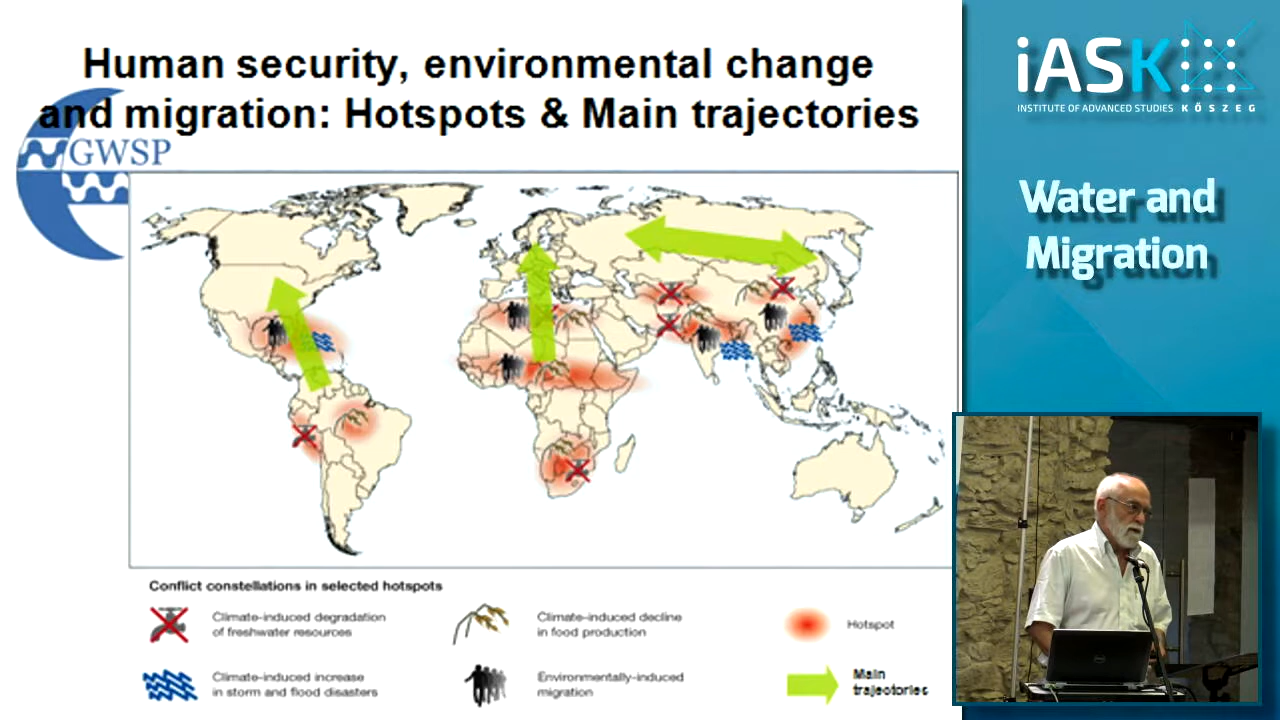 Human security, environmental change
and migration: Hotspots & Main trajectories
GWSP
Conflict constellations in selected hotspots
Climate-induced degradation
of freshwater resources
Climate-induced decline
in food production
Hotspot
Climate-induced increase
in storm and flood disasters
Environmentally-induced
migration
Main
trajectories
iASK
INSTITUTE OF ADVANCED STUDIES KŐSZEG
Water and
Migration
DELL